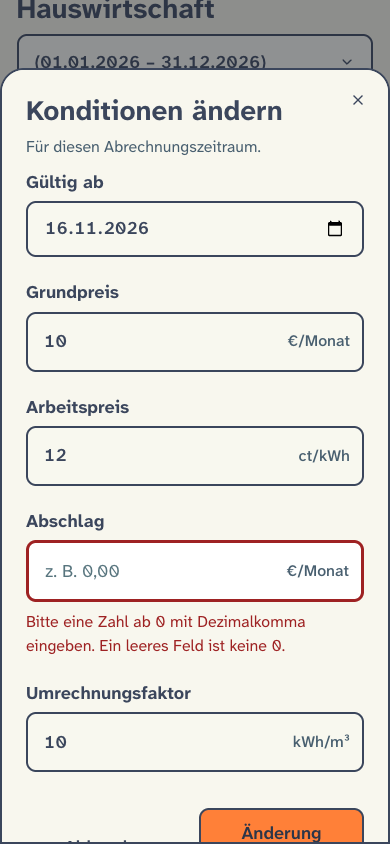 Hauswirtschaft
(01.01.2026 – 31.12.2026)
Konditionen ändern
Für diesen Abrechnungszeitraum.
Gültig ab
16.11.2026
Grundpreis
10 €/Monat
Arbeitspreis
12 ct/kWh
Abschlag
z. B. 0,00 €/Monat
Bitte eine Zahl ab 0 mit Dezimalkomma
eingeben. Ein leeres Feld ist keine 0.
Umrechnungsfaktor
10 kWh/m³
Änderung